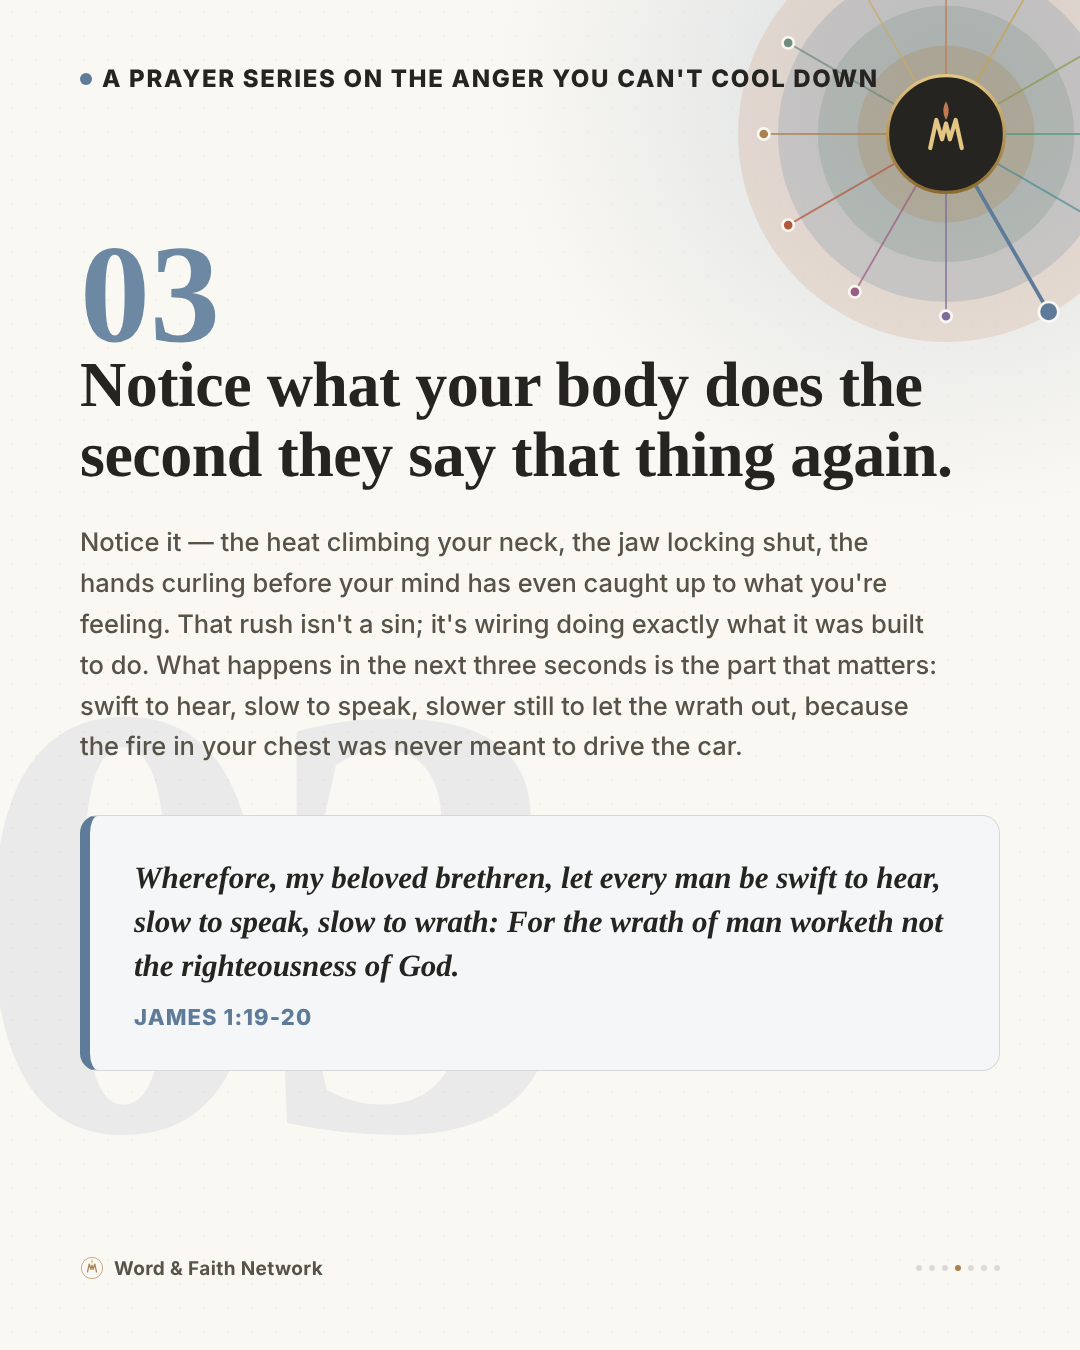 A PRAYER SERIES ON THE ANGER YOU CAN'T COOL DOWN
03
Notice what your body does the
second they say that thing again.
Notice it — the heat climbing your neck, the jaw locking shut, the
hands curling before your mind has even caught up to what you're
feeling. That rush isn't a sin; it's wiring doing exactly what it was built
to do. What happens in the next three seconds is the part that matters:
swift to hear, slow to speak, slower still to let the wrath out, because
the fire in your chest was never meant to drive the car.
03
Wherefore, my beloved brethren, let every man be swift to hear,
slow to speak, slow to wrath: For the wrath of man worketh not
the righteousness of God.
JAMES 1:19-20
Word & Faith Network